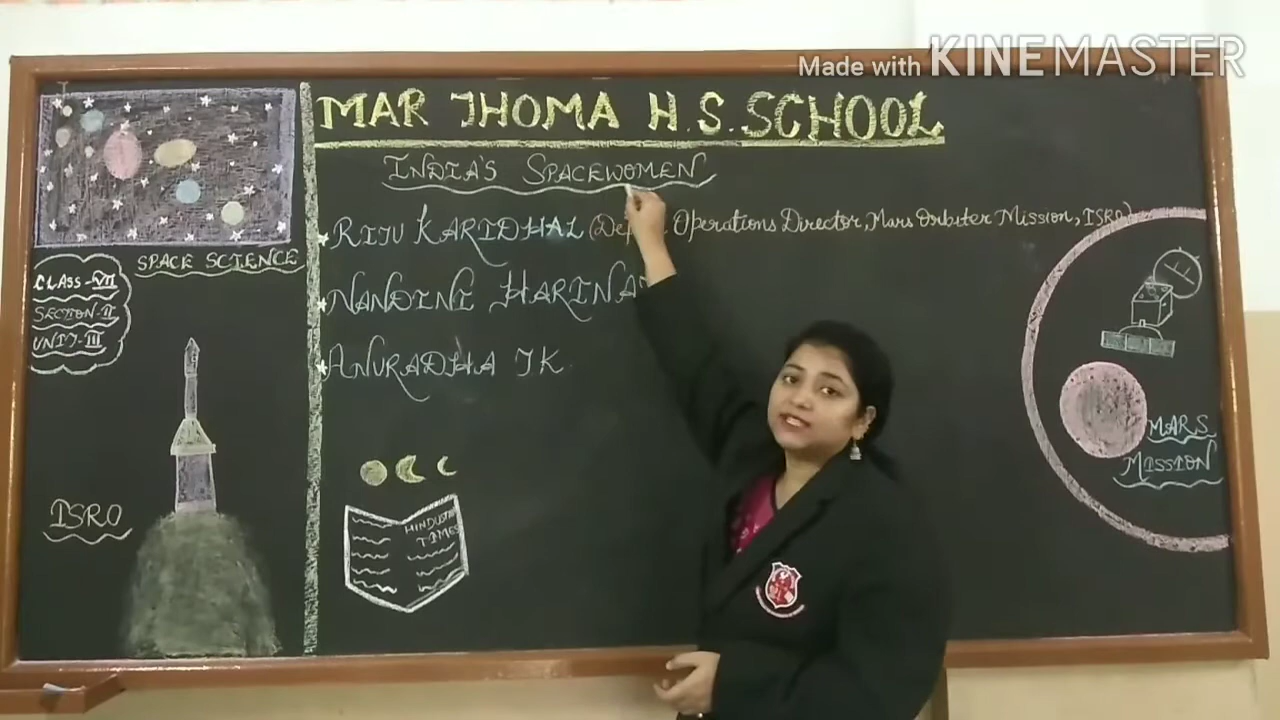 Made with KINEMASTER
MAR THOMA H.S. SCHOOL
INDIA'S SPACEWOMEN
RITU KARIDHAL (Dep Operations Director, Mars Orbiter Mission, ISRO)
NANDINI HARINA
ANURADHA TK.
SPACE SCIENCE
CLASS-VII
SECTION-II
UNIT-III
ISRO
HINDUSTAN
TIMES
MARS
MISSION